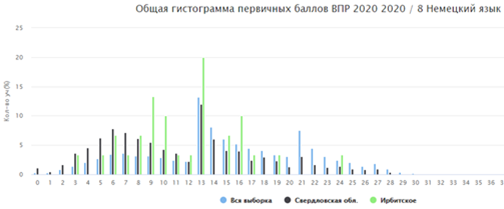 Общая гистограмма первичных баллов ВПР 2020 2020 / 8 Немецкий язык
Кол-во уч(%)
25
20
15
10
5
0
0 1 2 3 4 5 6 7 8 9 10 11 12 13 14 15 16 17 18 19 20 21 22 23 24 25 26 27 28 29 30 31 32 33 34 35 36
Вся выборка Свердловская обл. Ирбитское